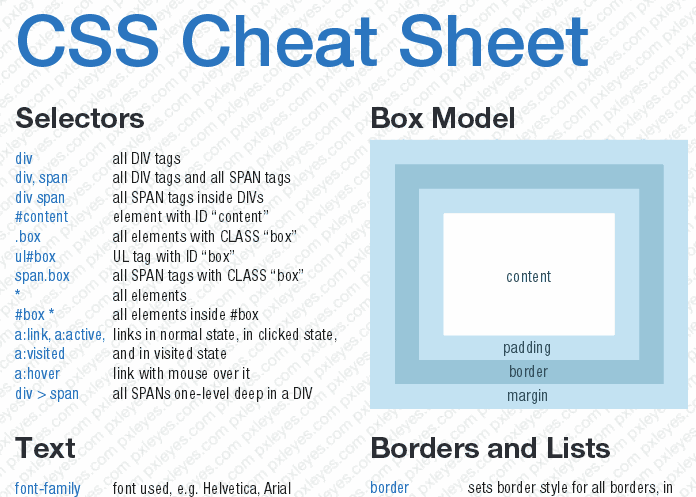 CSS Cheat Sheet
Selectors
div all DIV tags
div, span all DIV tags and all SPAN tags
div span all SPAN tags inside DIVs
#content element with ID “content”
.box all elements with CLASS “box”
ul#box UL tag with ID “box”
span.box all SPAN tags with CLASS “box”
* all elements
#box * all elements inside #box
a:link, a:active, links in normal state, in clicked state,
a:visited and in visited state
a:hover link with mouse over it
div > span all SPANs one-level deep in a DIV
Box Model
content
padding
border
margin
Text
font-family font used, e.g. Helvetica, Arial
Borders and Lists
border sets border style for all borders, in
pxleyes.com